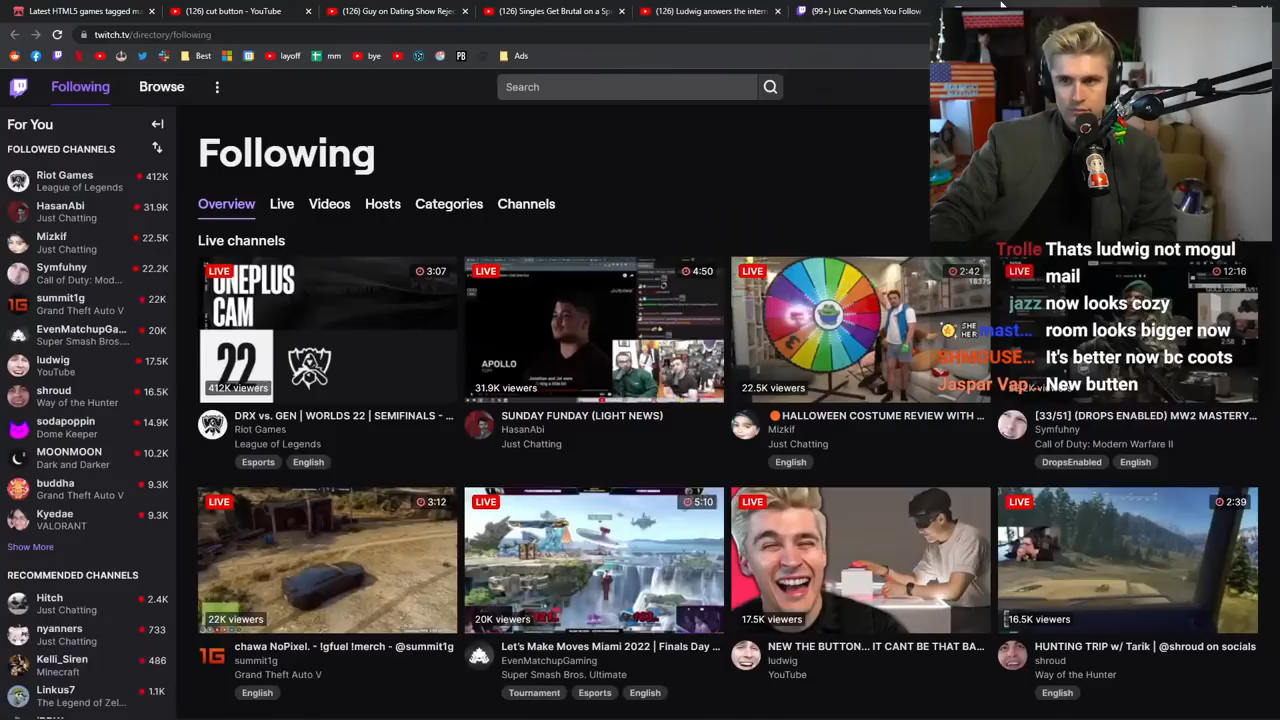 Latest HTML5 games tagged m
(126) cut button - YouTube
(126) Guy on Dating Show Reje
(126) Singles Get Brutal on a Sp
(126) Ludwig answers the intern
(99+) Live Channels You Follow
twitch.tv/directory/following
Best
layoff
mm
bye
PB
Ads
Following
Browse
Search
For You
FOLLOWED CHANNELS
Riot Games 412K
League of Legends
HasanAbi 31.9K
Just Chatting
Mizkif 22.5K
Just Chatting
Symfuhny 22.2K
Call of Duty: Mod...
summit1g 22K
Grand Theft Auto V
EvenMatchupGa... 20K
Super Smash Bros....
ludwig 17.5K
YouTube
shroud 16.5K
Way of the Hunter
sodapoppin 14.9K
Dome Keeper
MOONMOON 10.2K
Dark and Darker
buddha 9.3K
Grand Theft Auto V
Kyedae 9.3K
VALORANT
Show More
RECOMMENDED CHANNELS
Hitch 2.4K
Just Chatting
nyanners 733
Just Chatting
Kelli_Siren 486
Minecraft
Linkus7 1.1K
The Legend of Zel...
Following
Overview
Live
Videos
Hosts
Categories
Channels
Live channels
LIVE
3:07
ONEPLUS
CAM
22
412K viewers
DRX vs. GEN | WORLDS 22 | SEMIFINALS - ...
Riot Games
League of Legends
Esports
English
LIVE
4:50
APOLLO
31.9K viewers
SUNDAY FUNDAY (LIGHT NEWS)
HasanAbi
Just Chatting
LIVE
2:42
18375
22.5K viewers
HALLOWEEN COSTUME REVIEW WITH ...
Mizkif
Just Chatting
English
Trolle Thats ludwig not mogul
mail
jazz now looks cozy
SHE
HER mast... room looks bigger now
SHMOUSE... It's better now bc coots
Jaspar Vap... New butten
LIVE
12:16
[33/51] (DROPS ENABLED) MW2 MASTERY...
Symfuhny
Call of Duty: Modern Warfare II
DropsEnabled
English
LIVE
3:12
22K viewers
chawa NoPixel. - !gfuel !merch - @summit1g
summit1g
Grand Theft Auto V
English
LIVE
5:10
20K viewers
Let's Make Moves Miami 2022 | Finals Day ...
EvenMatchupGaming
Super Smash Bros. Ultimate
Tournament
Esports
English
LIVE
17.5K viewers
NEW THE BUTTON... IT CANT BE THAT BA...
ludwig
YouTube
LIVE
2:39
16.5K viewers
HUNTING TRIP w/ Tarik | @shroud on socials
shroud
Way of the Hunter
English